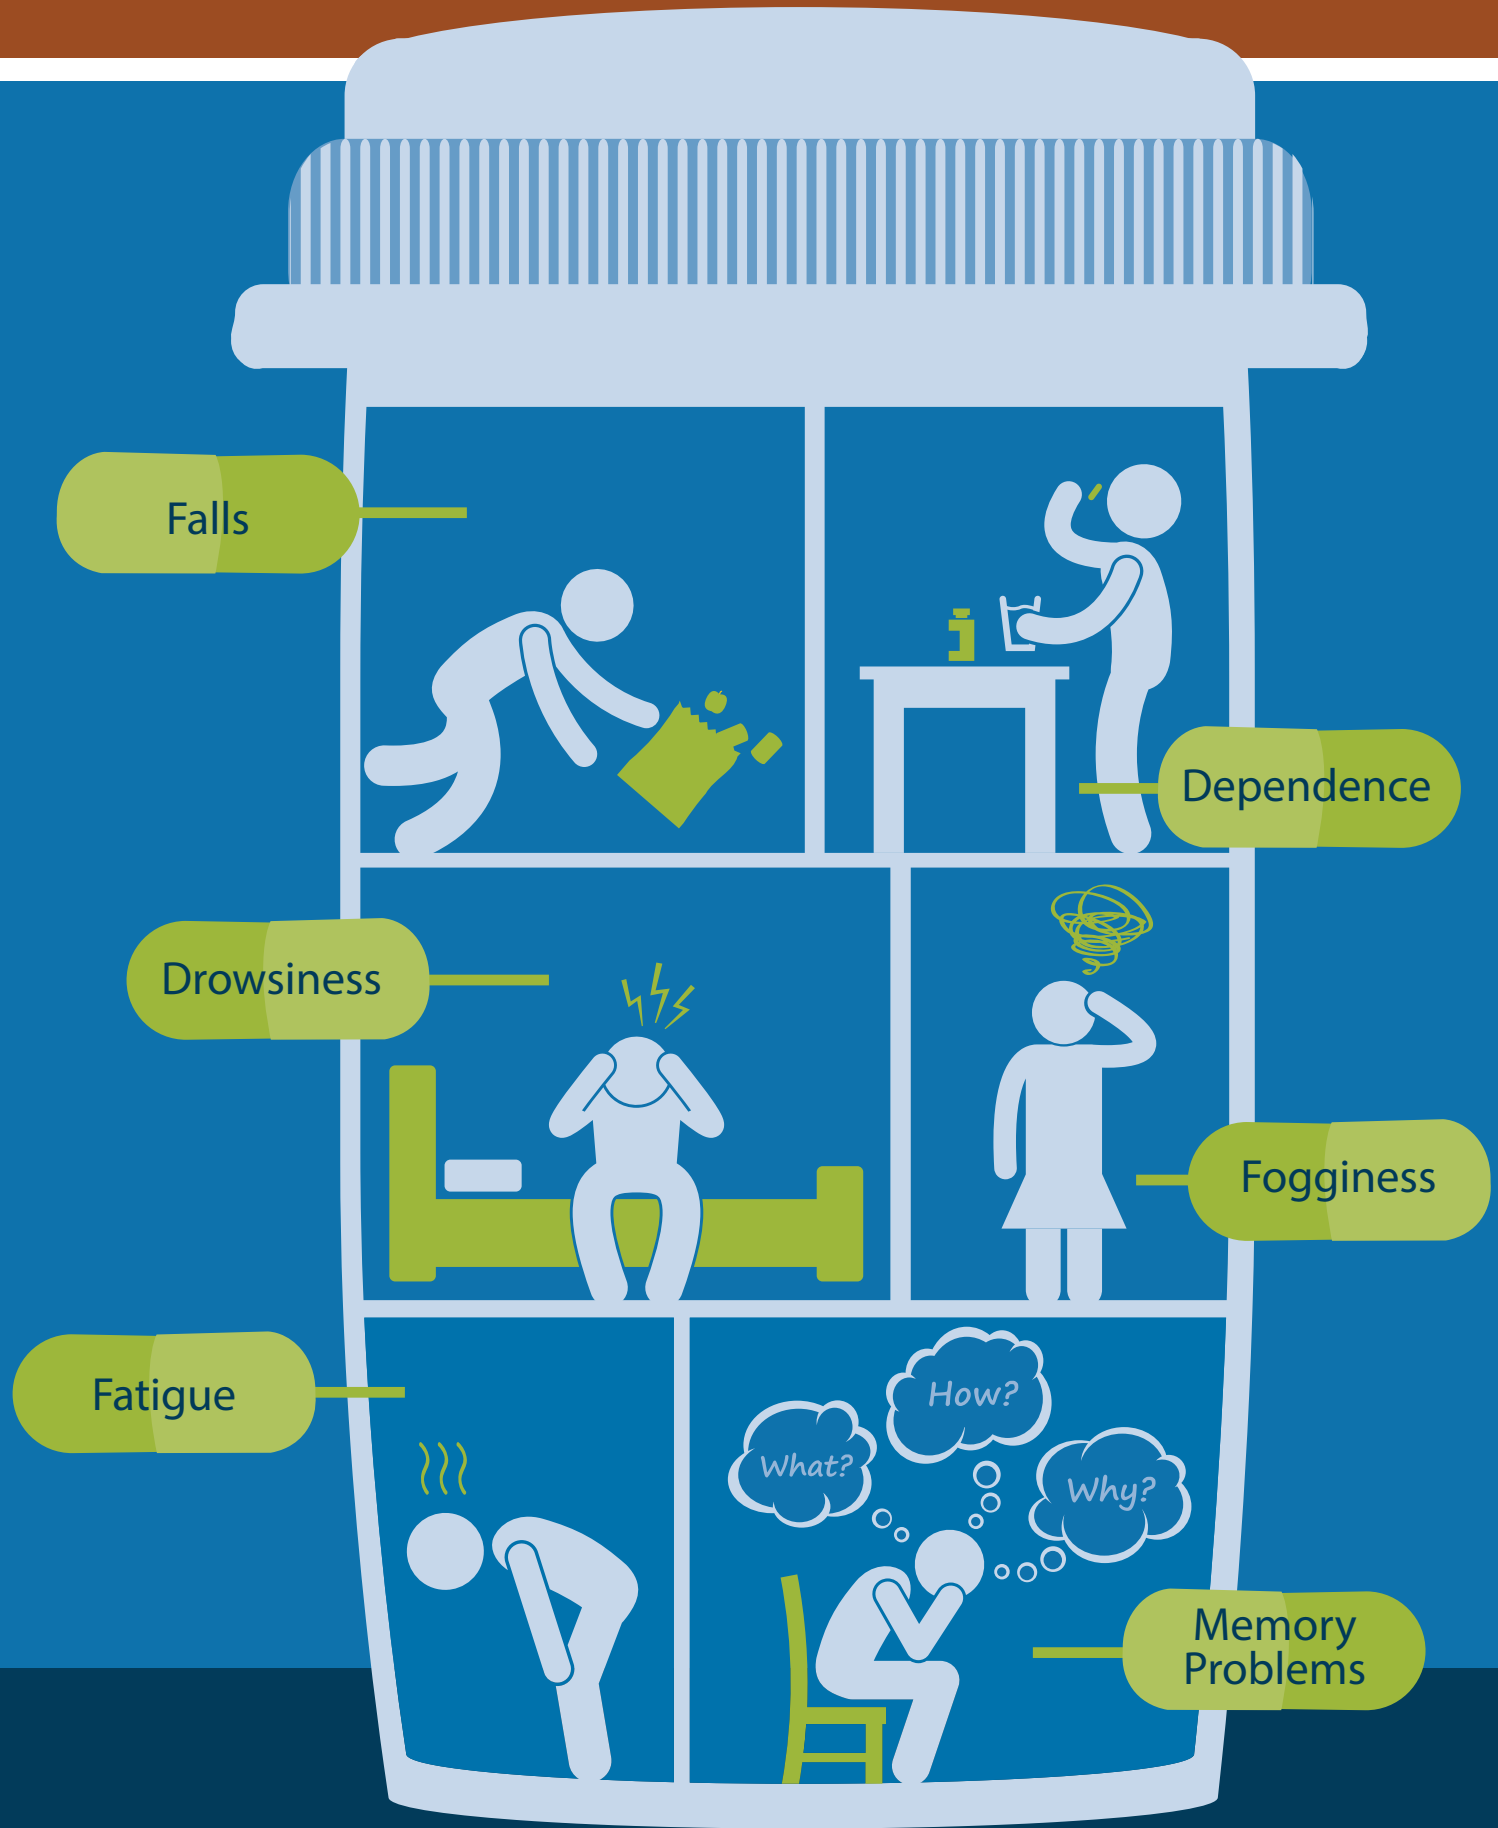 Falls
Dependence
Drowsiness
Fogginess
Fatigue
How?
What?
Why?
Memory
Problems